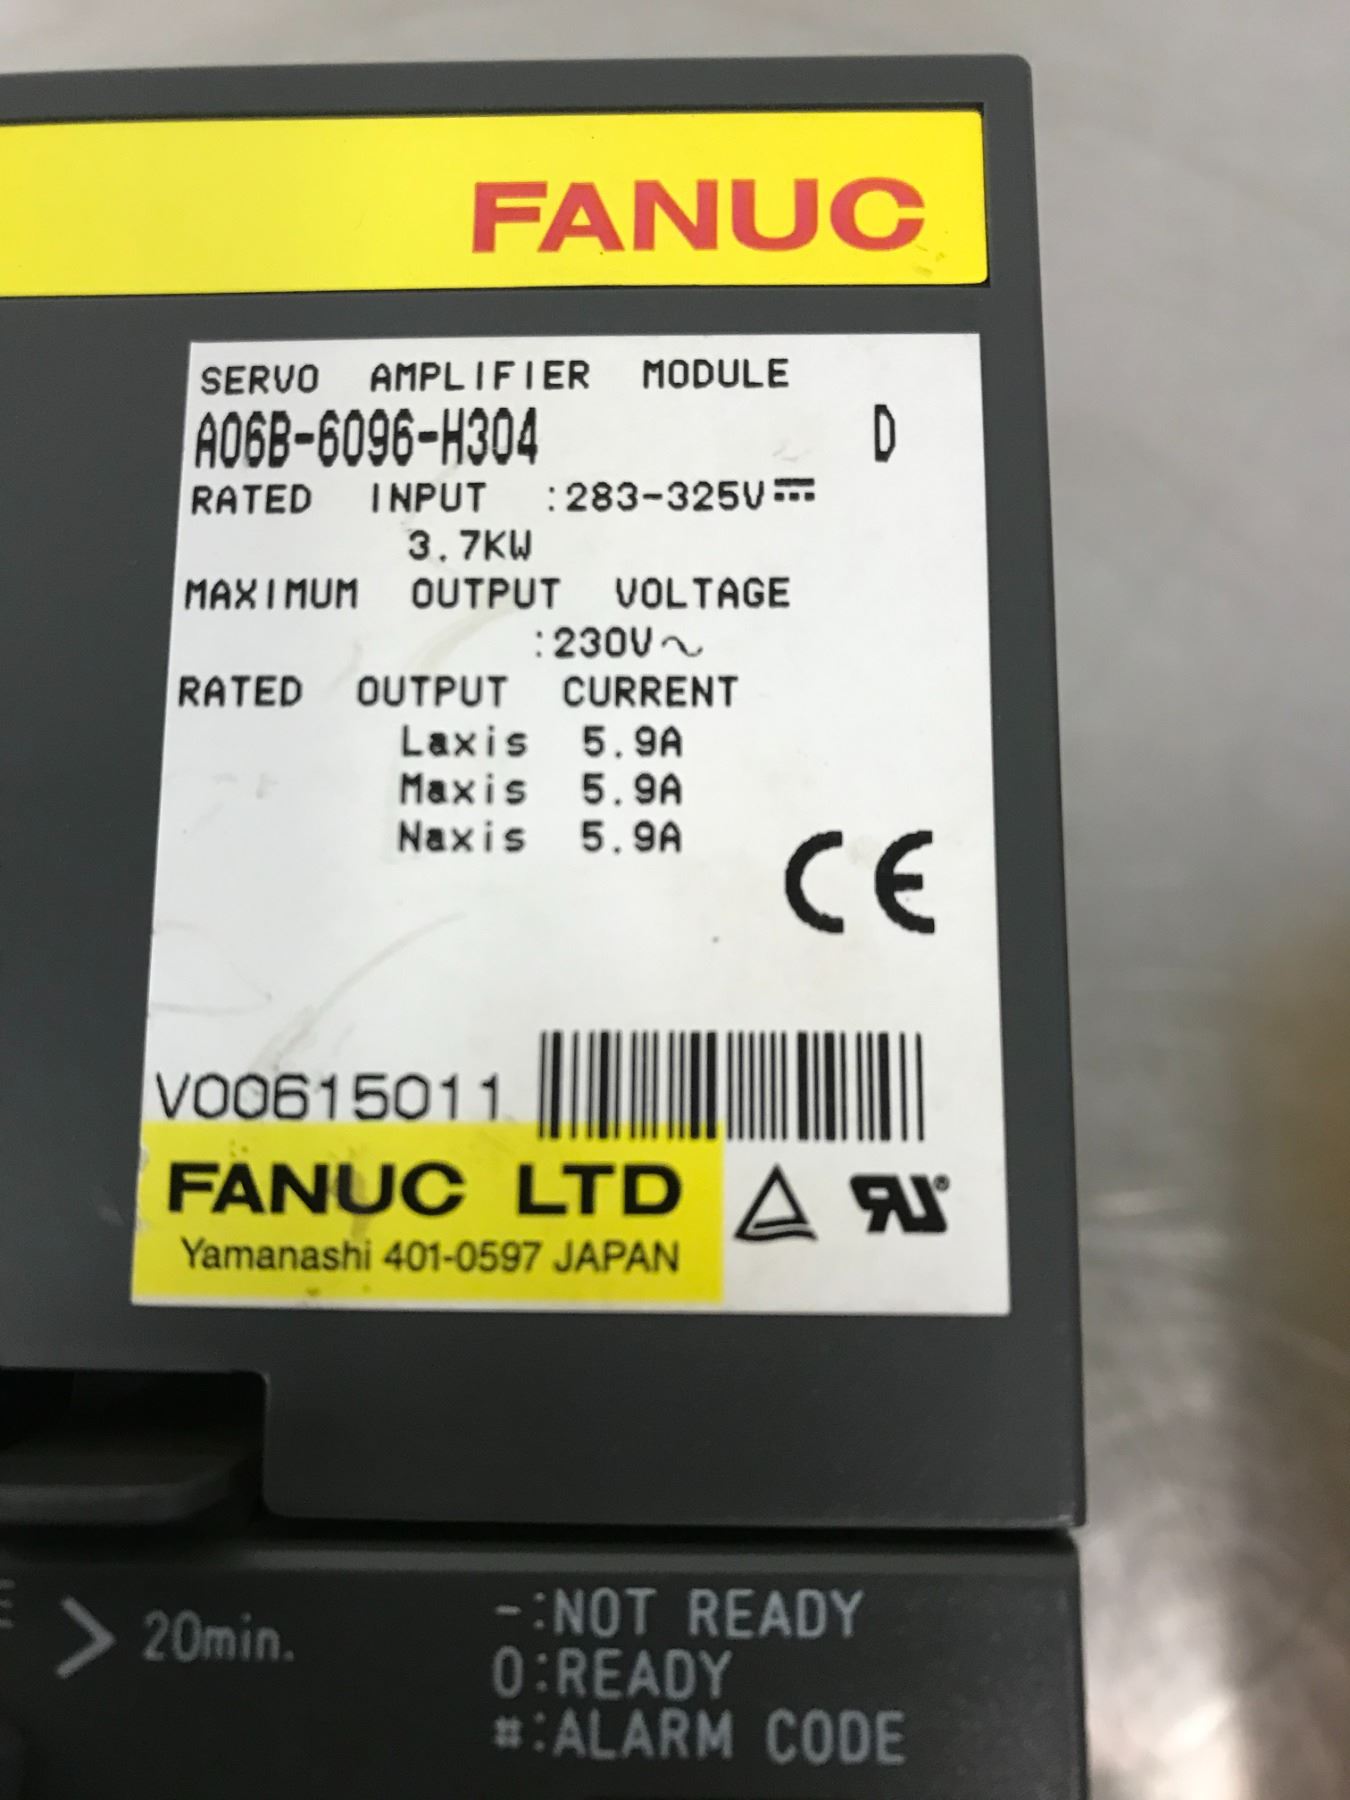 FANUC
SERVO AMPLIFIER MODULE
A06B-6096-H304 D
RATED INPUT :283-325V⎓
3.7KW
MAXIMUM OUTPUT VOLTAGE
:230V～
RATED OUTPUT CURRENT
Laxis 5.9A
Maxis 5.9A
Naxis 5.9A
CE
V00615011
FANUC LTD
Yamanashi 401-0597 JAPAN
RU®
> 20min.
-:NOT READY
0:READY
#:ALARM CODE